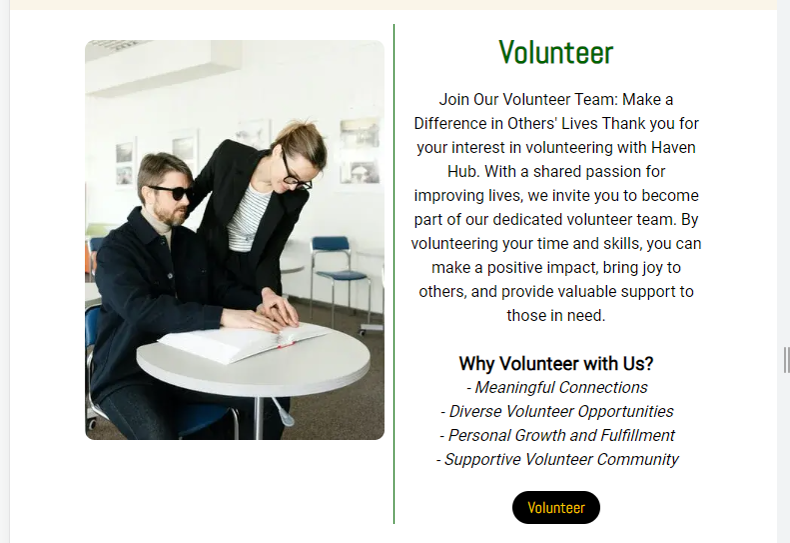 Volunteer
Join Our Volunteer Team: Make a
Difference in Others' Lives Thank you for
your interest in volunteering with Haven
Hub. With a shared passion for
improving lives, we invite you to become
part of our dedicated volunteer team. By
volunteering your time and skills, you can
make a positive impact, bring joy to
others, and provide valuable support to
those in need.
Why Volunteer with Us?
- Meaningful Connections
- Diverse Volunteer Opportunities
- Personal Growth and Fulfillment
- Supportive Volunteer Community
Volunteer